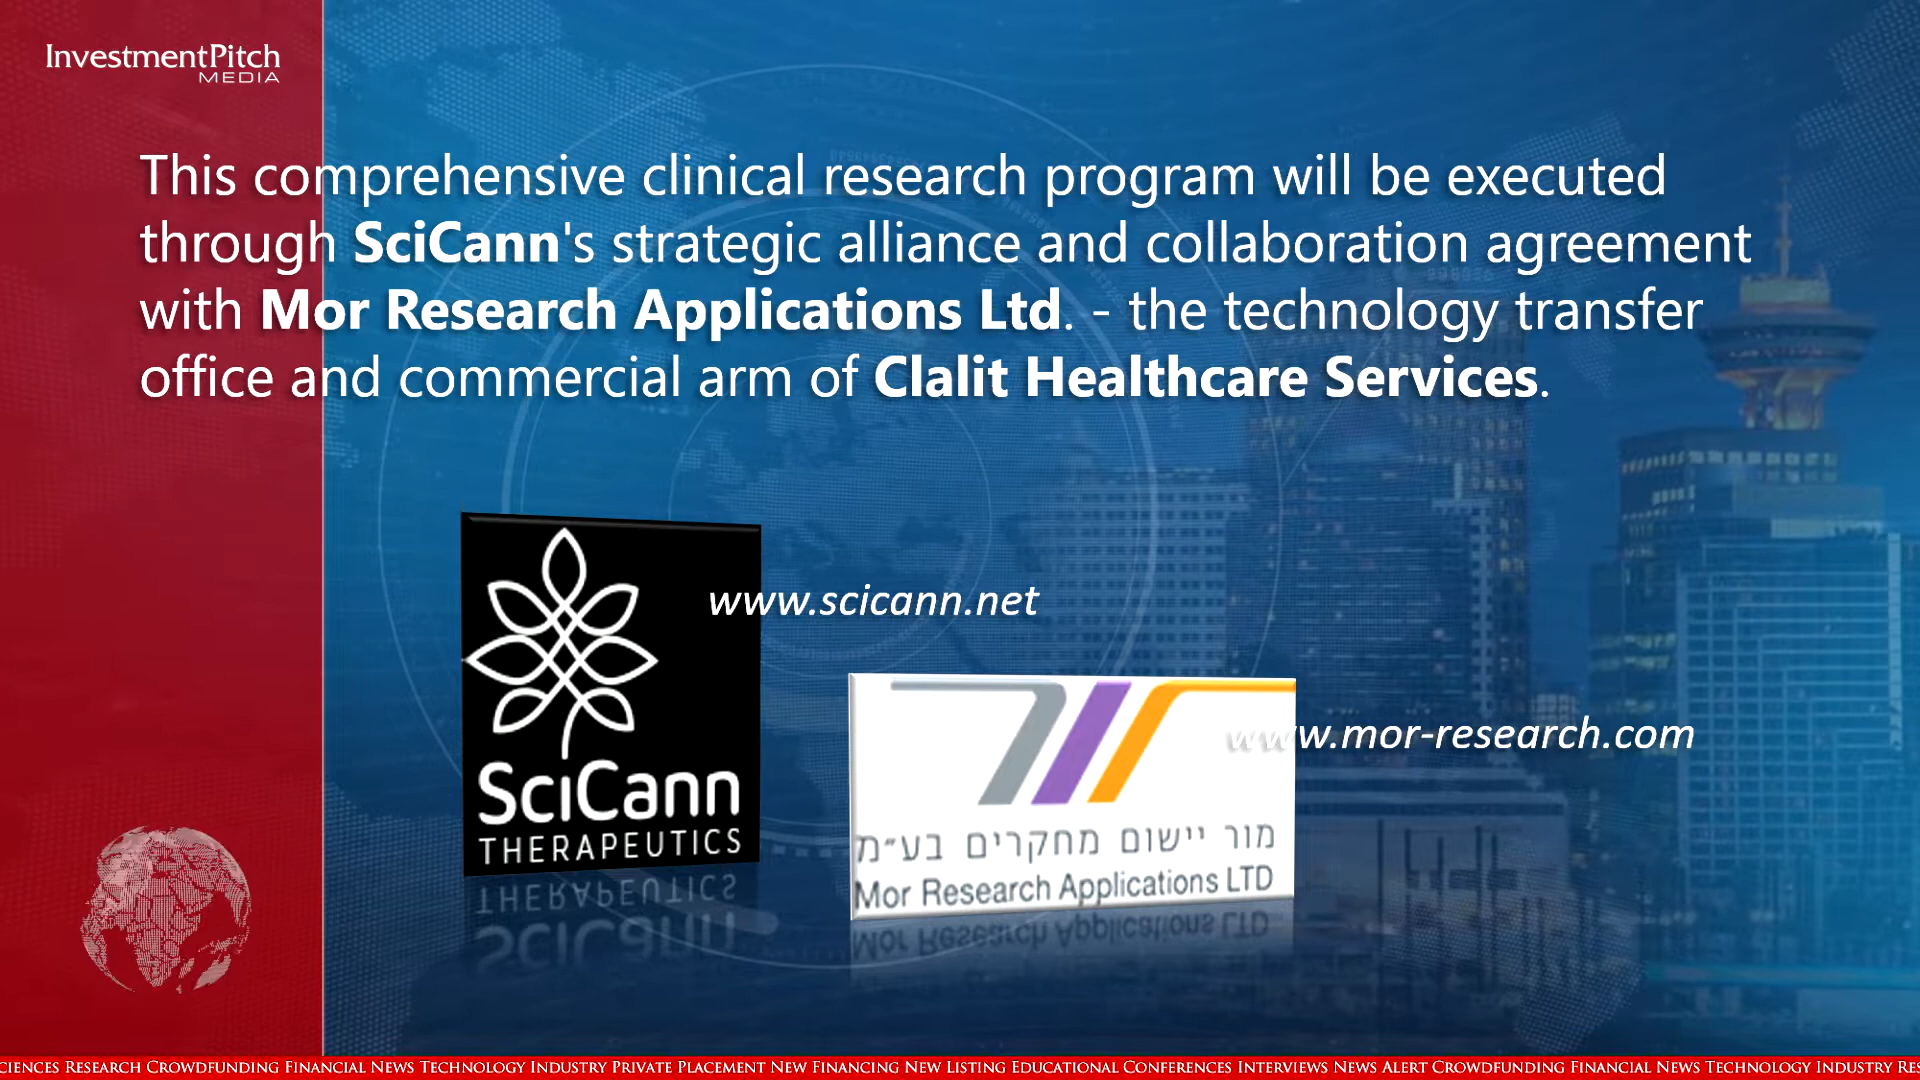 InvestmentPitch
MEDIA
This comprehensive clinical research program will be executed
through SciCann's strategic alliance and collaboration agreement
with Mor Research Applications Ltd. - the technology transfer
office and commercial arm of Clalit Healthcare Services.
www.scicann.net
SciCann
THERAPEUTICS
www.mor-research.com
מור יישום מחקרים בע״מ
Mor Research Applications LTD
CIENCES RESEARCH CROWDFUNDING FINANCIAL NEWS TECHNOLOGY INDUSTRY PRIVATE PLACEMENT NEW FINANCING NEW LISTING EDUCATIONAL CONFERENCES INTERVIEWS NEWS ALERT CROWDFUNDING FINANCIAL NEWS TECHNOLOGY INDUSTRY RES